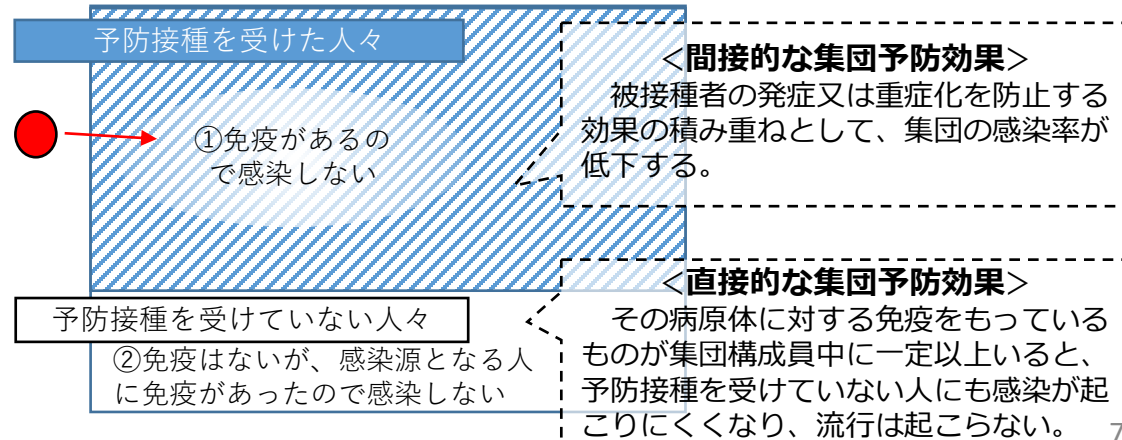 予防接種を受けた人々
①免疫があるの
で感染しない
＜間接的な集団予防効果＞
被接種者の発症又は重症化を防止する
効果の積み重ねとして、集団の感染率が
低下する。
予防接種を受けていない人々
②免疫はないが、感染源となる人
に免疫があったので感染しない
＜直接的な集団予防効果＞
その病原体に対する免疫をもっている
ものが集団構成員中に一定以上いると、
予防接種を受けていない人にも感染が起
こりにくくなり、流行は起こらない。
7